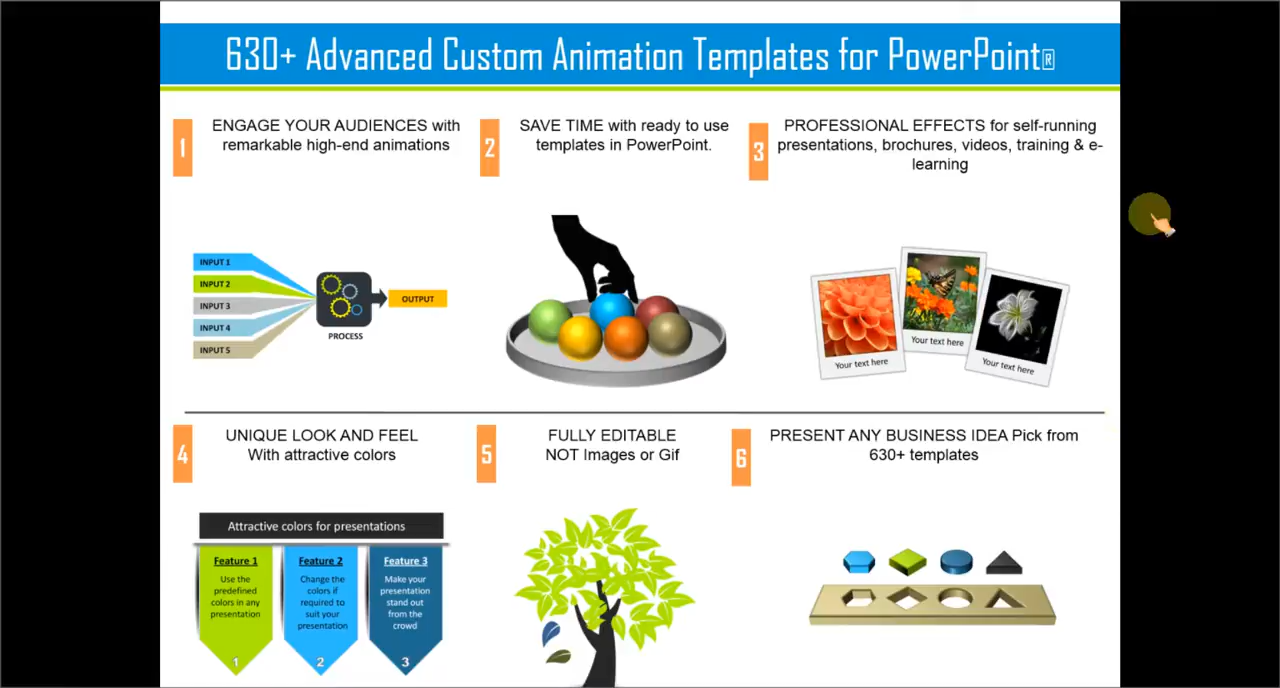 630+ Advanced Custom Animation Templates for PowerPoint®
1
ENGAGE YOUR AUDIENCES with
remarkable high-end animations
2
SAVE TIME with ready to use
templates in PowerPoint.
3
PROFESSIONAL EFFECTS for self-running
presentations, brochures, videos, training & e-
learning
INPUT 1
INPUT 2
INPUT 3
INPUT 4
INPUT 5
PROCESS
OUTPUT
Your text here
Your text here
Your text here
4
UNIQUE LOOK AND FEEL
With attractive colors
5
FULLY EDITABLE
NOT Images or Gif
6
PRESENT ANY BUSINESS IDEA Pick from
630+ templates
Attractive colors for presentations
Feature 1
Use the
predefined
colors in any
presentation
1
Feature 2
Change the
colors if
required to
suit your
presentation
2
Feature 3
Make your
presentation
stand out
from the
crowd
3